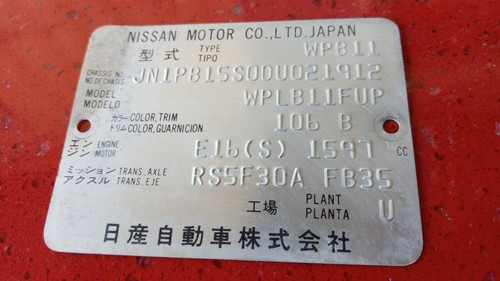 NISSAN MOTOR CO.,LTD.JAPAN
型式 TYPE TIPO WPB11
CHASSIS NO. NO.DE CHASIS JN1PB15S00U021912
MODEL MODELO WPLB11FUP
カラー COLOR,TRIM トリム COLOR,GUARNICION 106 B
エンジン ENGINE MOTOR E16(S) 1597 CC
ミッション TRANS. AXLE アクスル TRANS. EJE RS5F30A FB35
工場 PLANT PLANTA U
日産自動車株式会社